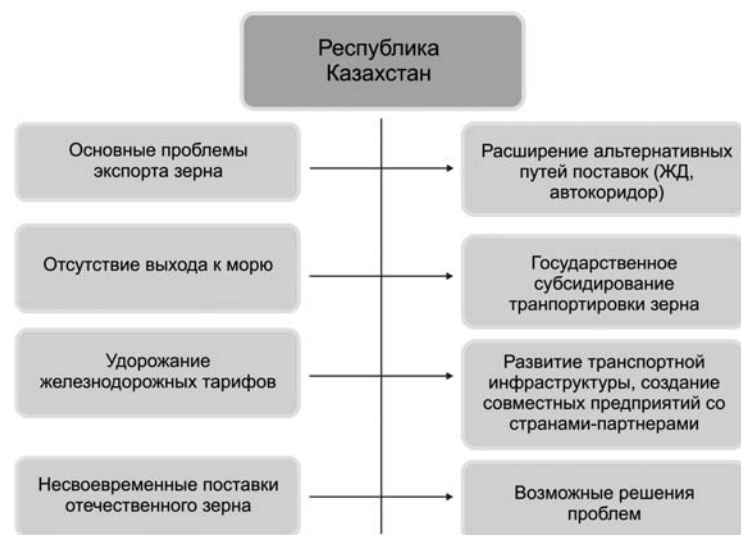 Республика
Казахстан
Основные проблемы
экспорта зерна
Расширение альтернативных
путей поставок (ЖД,
автокоридор)
Отсутствие выхода к морю
Государственное
субсидирование
транпортировки зерна
Удорожание
железнодорожных тарифов
Развитие транспортной
инфраструктуры, создание
совместных предприятий со
странами-партнерами
Несвоевременные поставки
отечественного зерна
Возможные решения
проблем